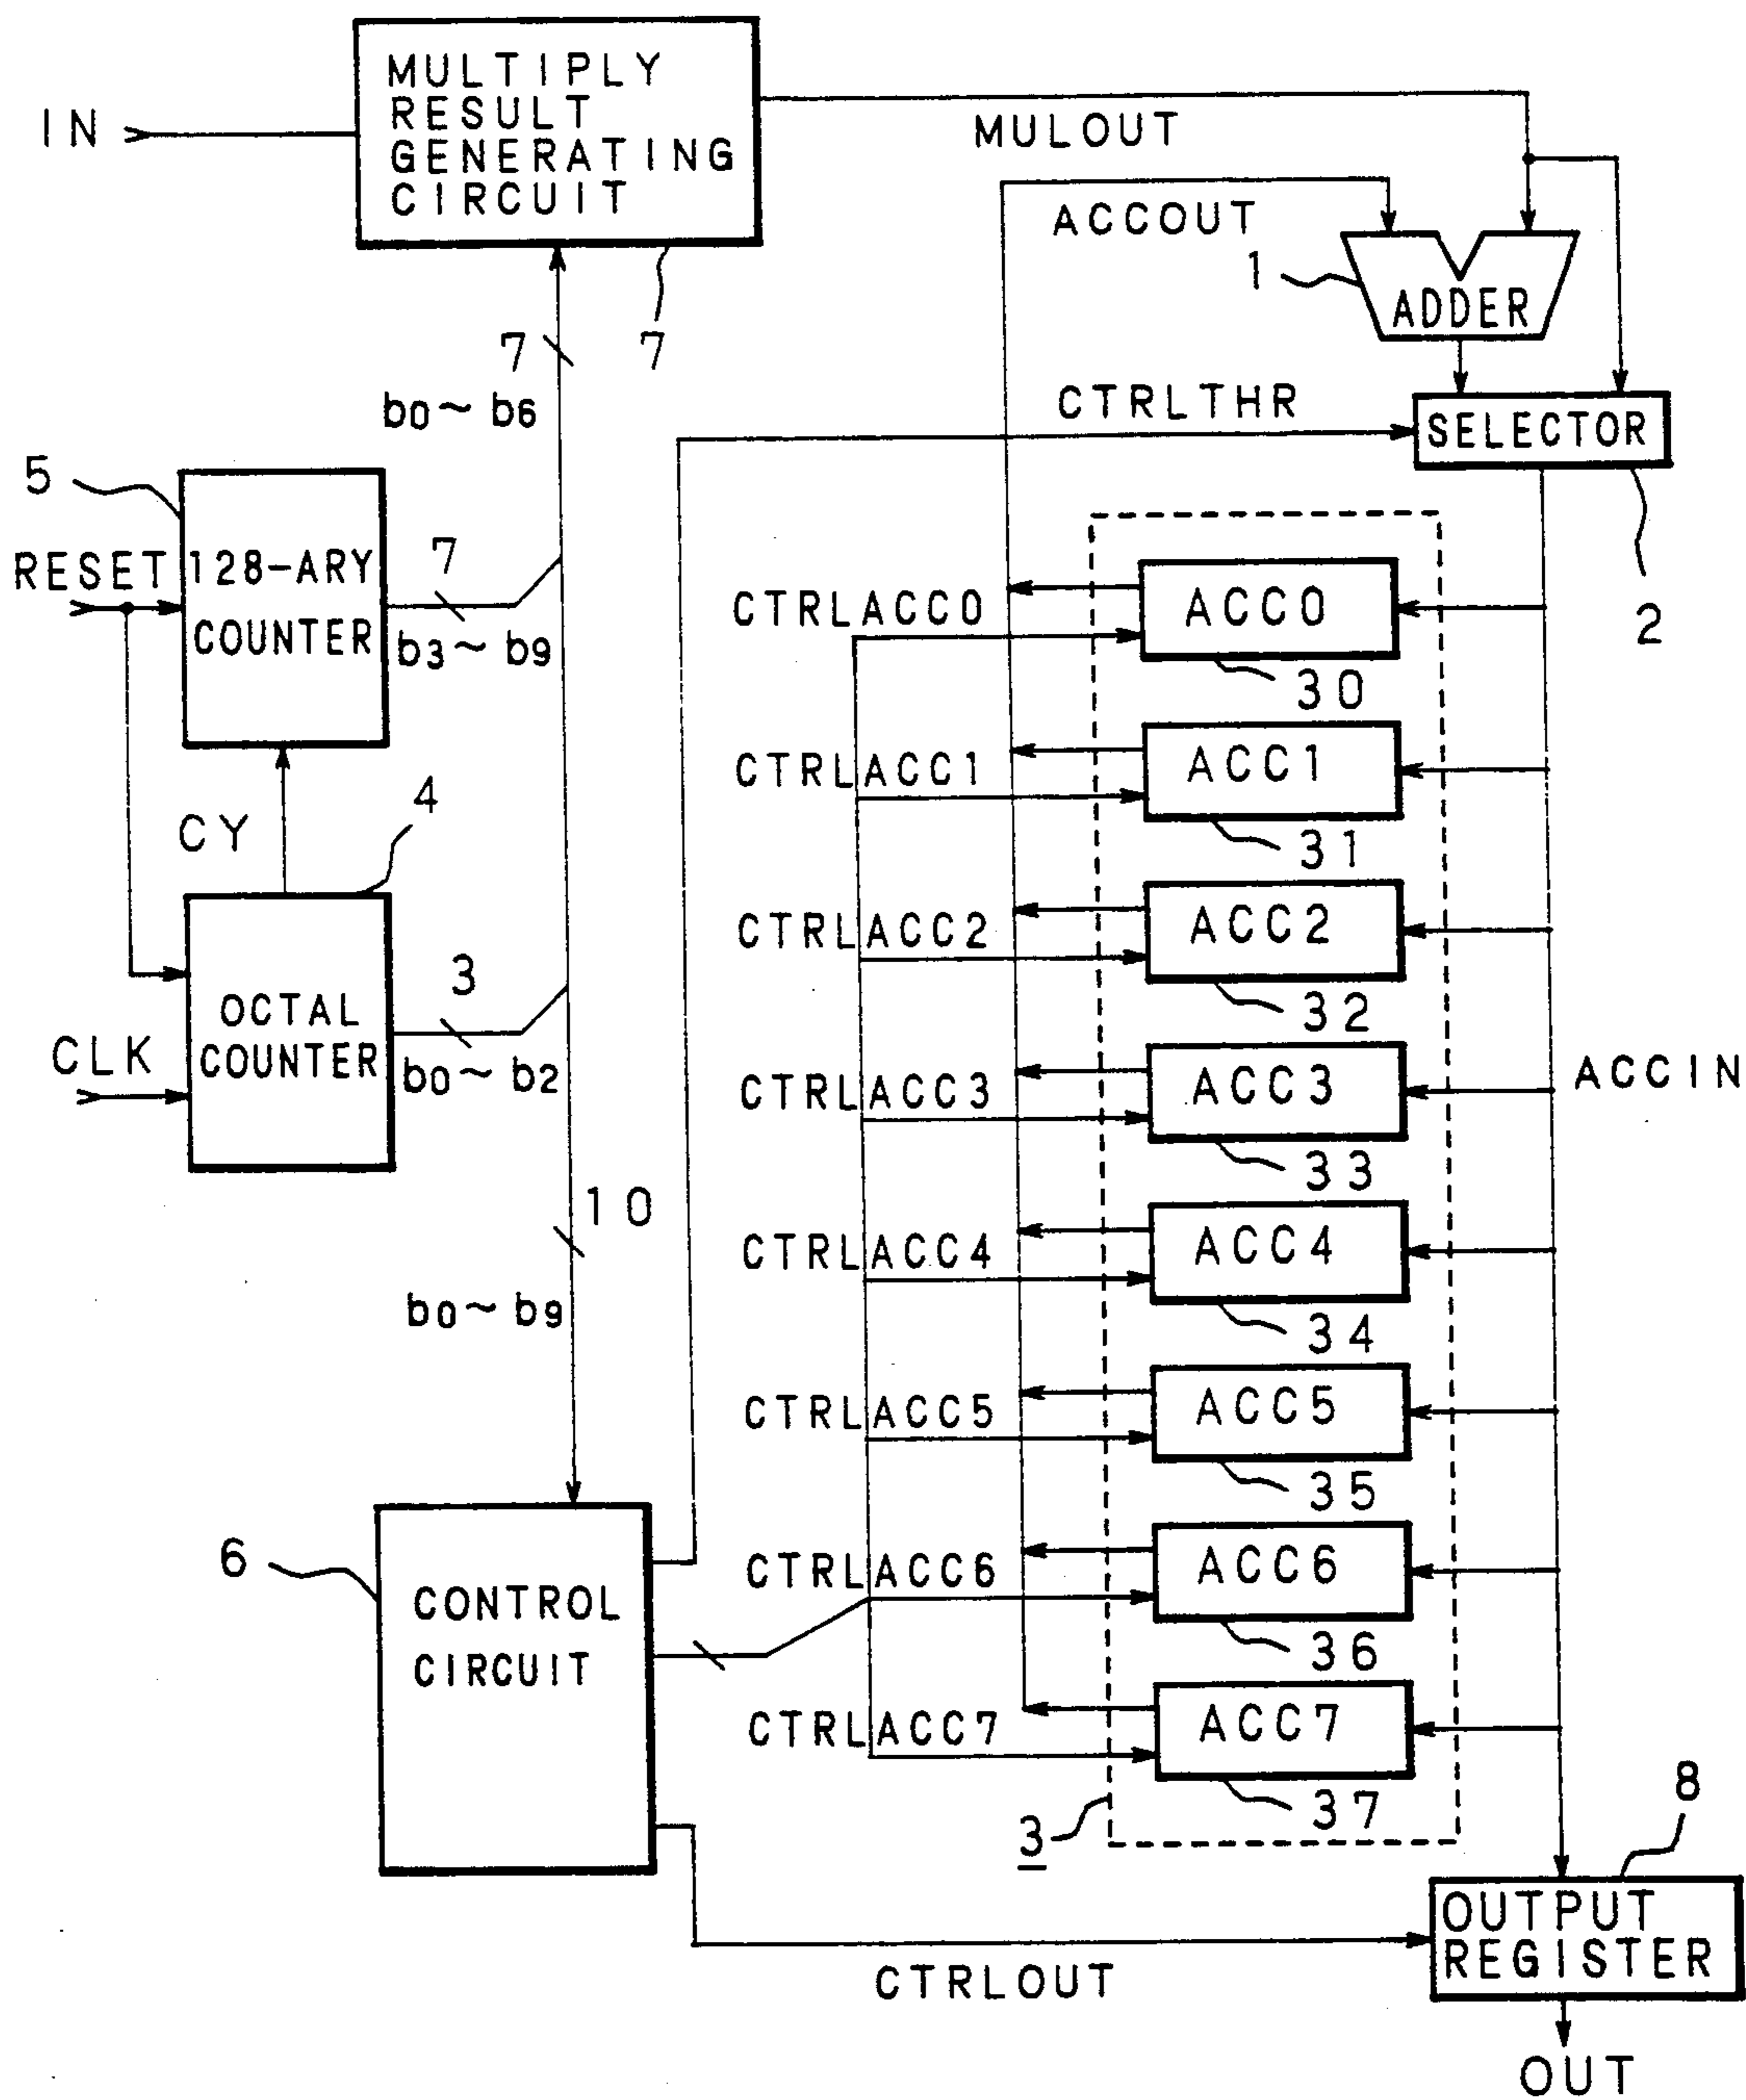 MULTIPLY
RESULT
GENERATING
CIRCUIT
IN
MULOUT
ACCOUT
1
ADDER
7
7
b0~b6
CTRLTHR
SELECTOR
2
5
RESET
128-ARY
COUNTER
7
b3~b9
CY
4
OCTAL
COUNTER
3
b0~b2
CLK
10
b0~b9
CTRLACC0
ACC0
30
CTRLACC1
ACC1
31
CTRLACC2
ACC2
32
CTRLACC3
ACC3
33
ACCIN
CTRLACC4
ACC4
34
CTRLACC5
ACC5
35
CTRLACC6
ACC6
36
CTRLACC7
ACC7
37
3
6
CONTROL
CIRCUIT
8
OUTPUT
REGISTER
CTRLOUT
OUT